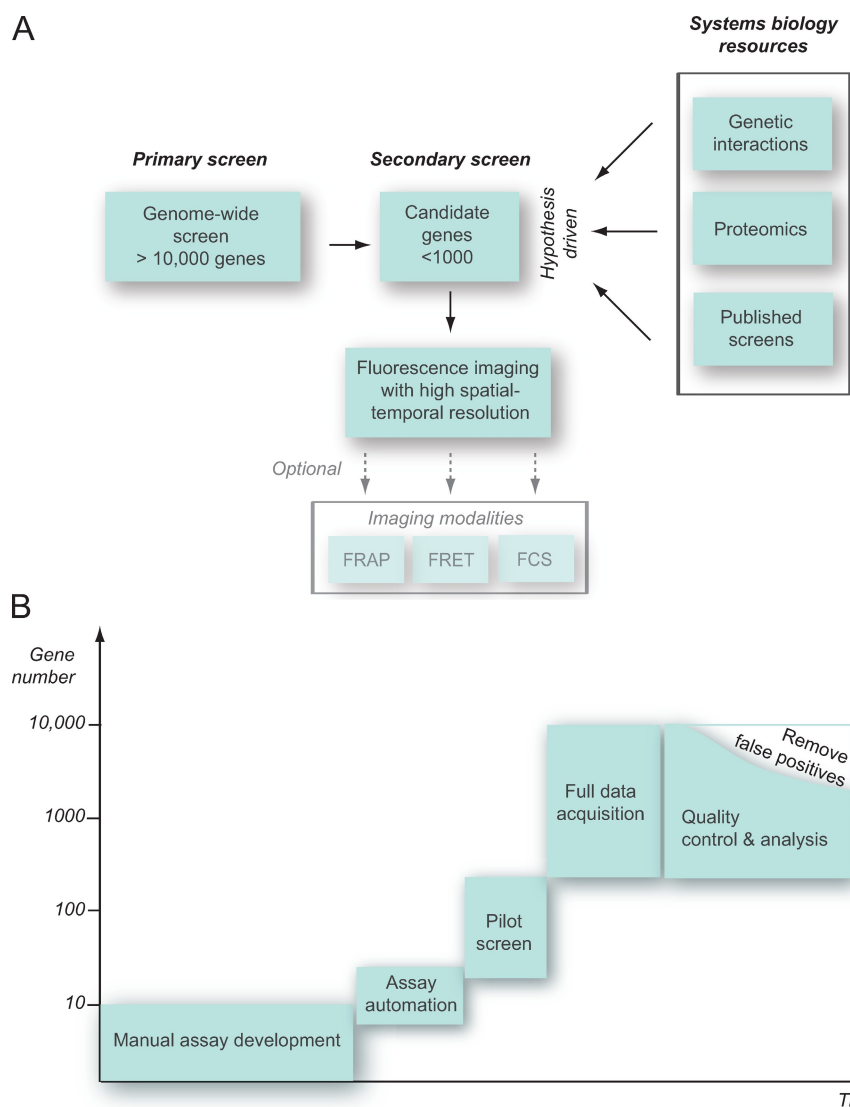 A
Systems biology
resources
Genetic
interactions
Primary screen
Secondary screen
Genome-wide
screen
> 10,000 genes
Candidate
genes
<1000
Hypothesis
driven
Proteomics
Published
screens
Fluorescence imaging
with high spatial-
temporal resolution
Optional
Imaging modalities
FRAP
FRET
FCS
B
Gene
number
10,000
1000
100
10
Remove
false positives
Full data
acquisition
Quality
control & analysis
Pilot
screen
Assay
automation
Manual assay development